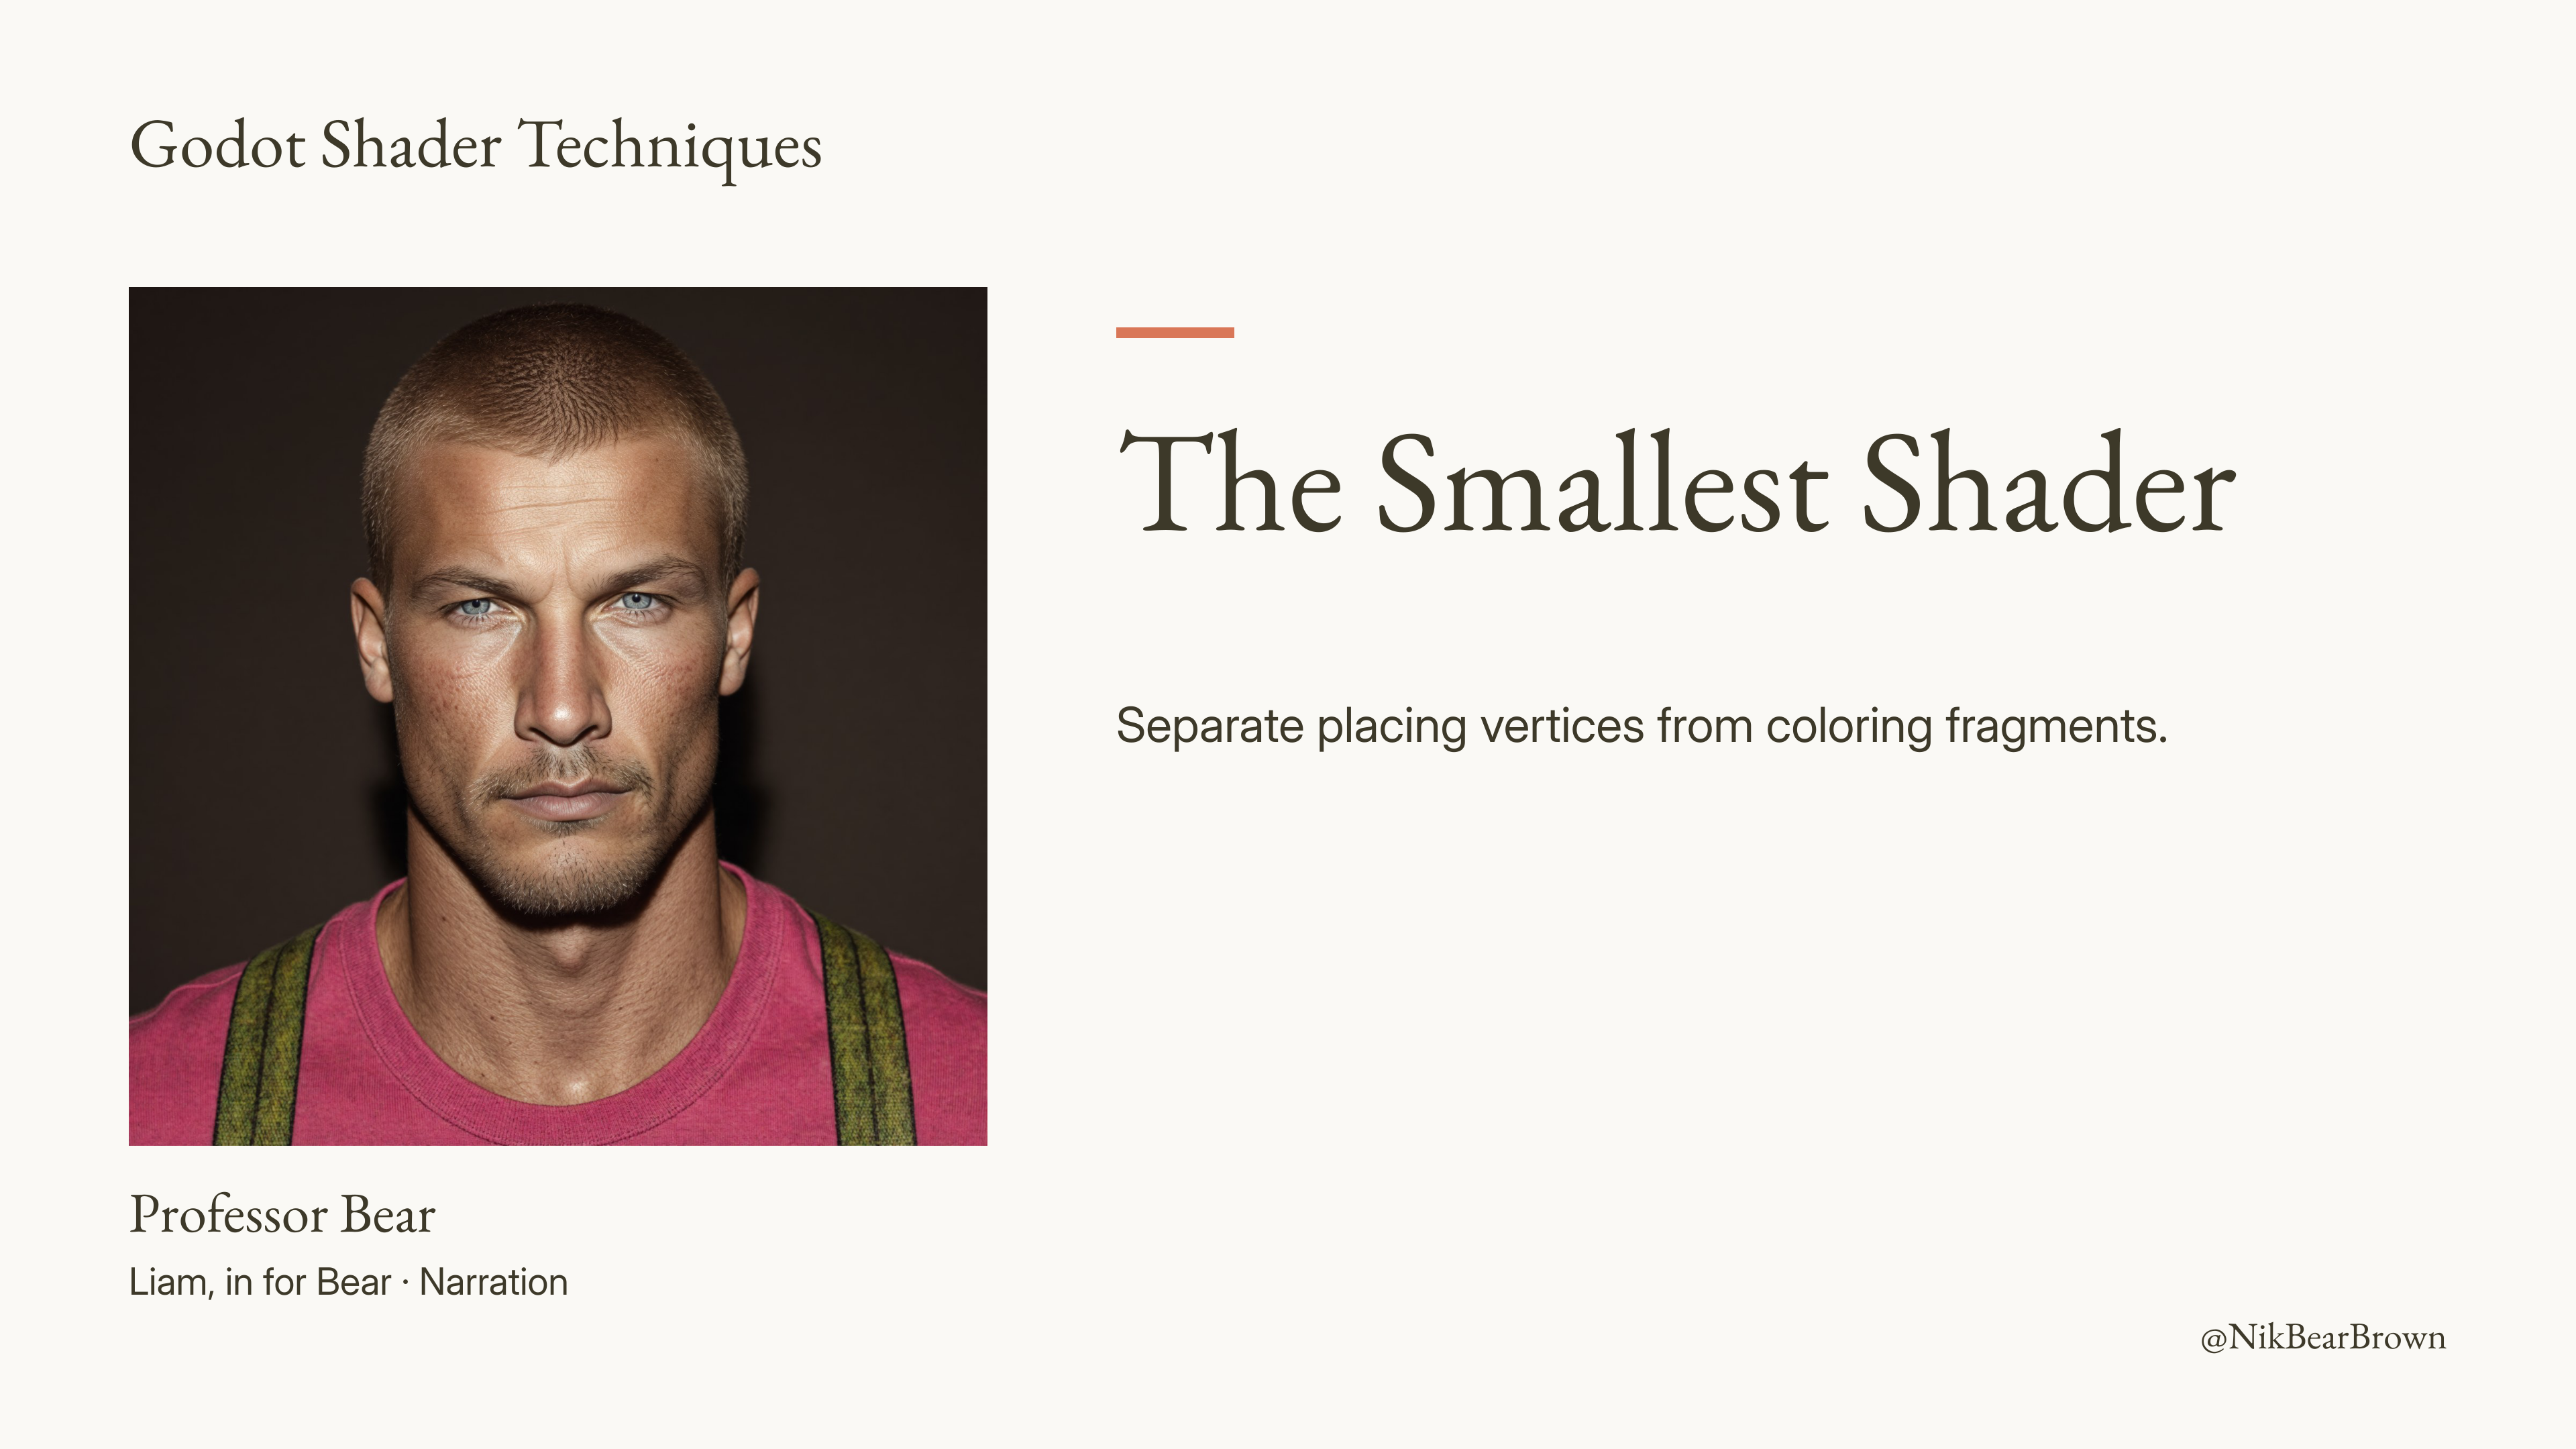 Godot Shader Techniques
The Smallest Shader
Separate placing vertices from coloring fragments.
Professor Bear
Liam, in for Bear · Narration
@NikBearBrown